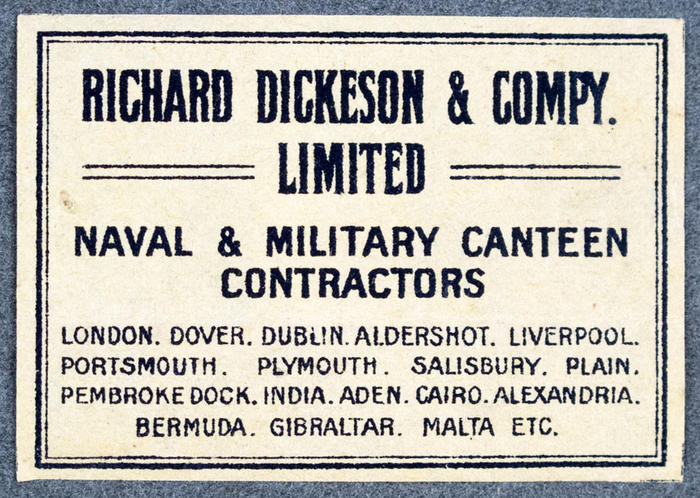 RICHARD DICKESON & COMPY.
LIMITED
NAVAL & MILITARY CANTEEN
CONTRACTORS
LONDON. DOVER. DUBLIN. ALDERSHOT. LIVERPOOL.
PORTSMOUTH. PLYMOUTH. SALISBURY. PLAIN.
PEMBROKE DOCK. INDIA. ADEN. CAIRO. ALEXANDRIA.
BERMUDA. GIBRALTAR. MALTA ETC.